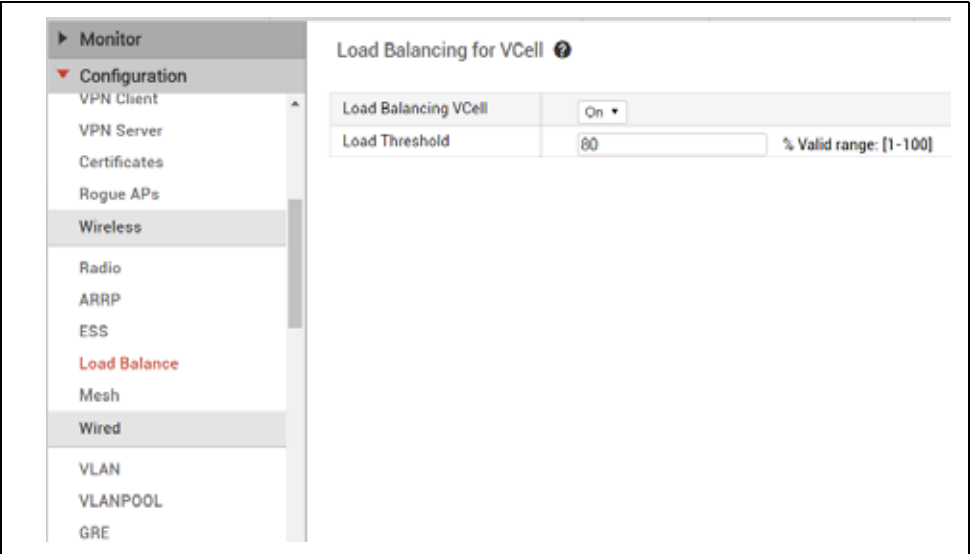 Monitor
Configuration
VPN Client
VPN Server
Certificates
Rogue APs
Wireless
Radio
ARRP
ESS
Load Balance
Mesh
Wired
VLAN
VLANPOOL
GRE
Load Balancing for VCell ?
Load Balancing VCell On
Load Threshold 80 % Valid range: [1-100]